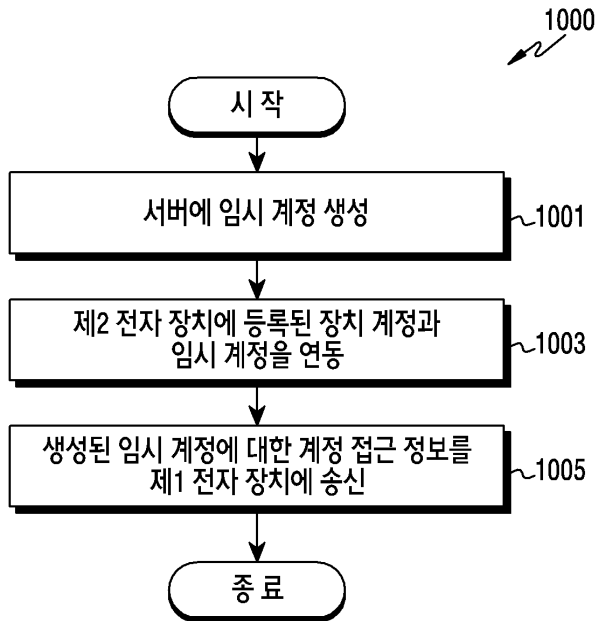 1000
시 작
서버에 임시 계정 생성
1001
제2 전자 장치에 등록된 장치 계정과
임시 계정을 연동
1003
생성된 임시 계정에 대한 계정 접근 정보를
제1 전자 장치에 송신
1005
종 료